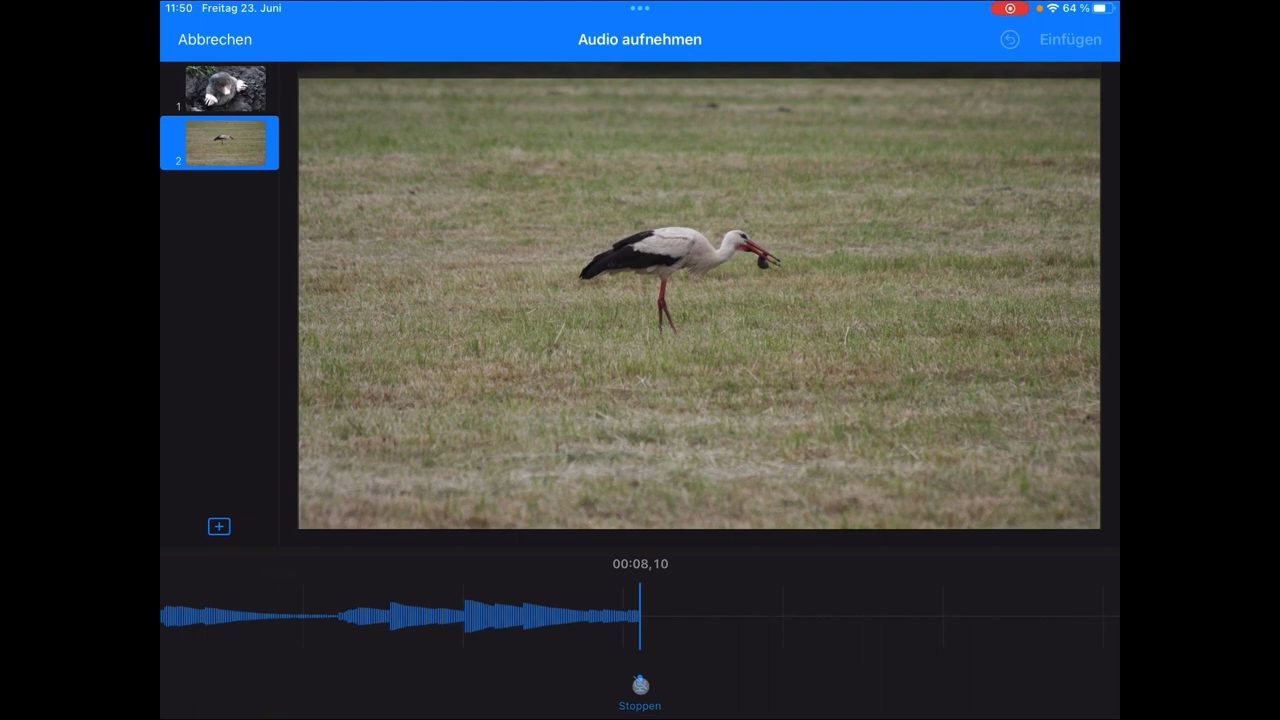 11:50 Freitag 23. Juni
64 %
Abbrechen
Audio aufnehmen
Einfügen
1
2
00:08,10
Stoppen